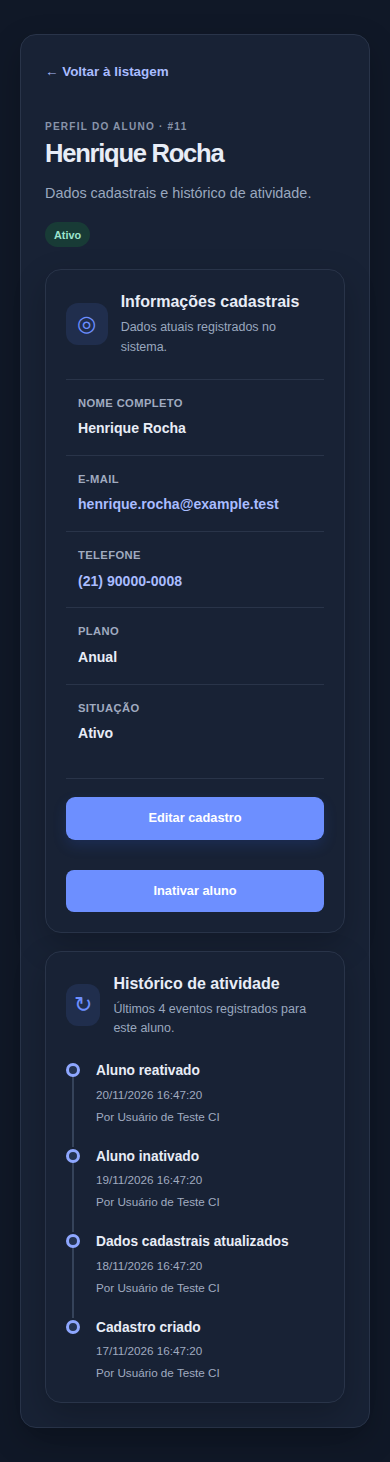 ← Voltar à listagem
PERFIL DO ALUNO · #11
Henrique Rocha
Dados cadastrais e histórico de atividade.
Ativo
Informações cadastrais
Dados atuais registrados no
sistema.
NOME COMPLETO
Henrique Rocha
E-MAIL
henrique.rocha@example.test
TELEFONE
(21) 90000-0008
PLANO
Anual
SITUAÇÃO
Ativo
Editar cadastro
Inativar aluno
Histórico de atividade
Últimos 4 eventos registrados para
este aluno.
Aluno reativado
20/11/2026 16:47:20
Por Usuário de Teste CI
Aluno inativado
19/11/2026 16:47:20
Por Usuário de Teste CI
Dados cadastrais atualizados
18/11/2026 16:47:20
Por Usuário de Teste CI
Cadastro criado
17/11/2026 16:47:20
Por Usuário de Teste CI